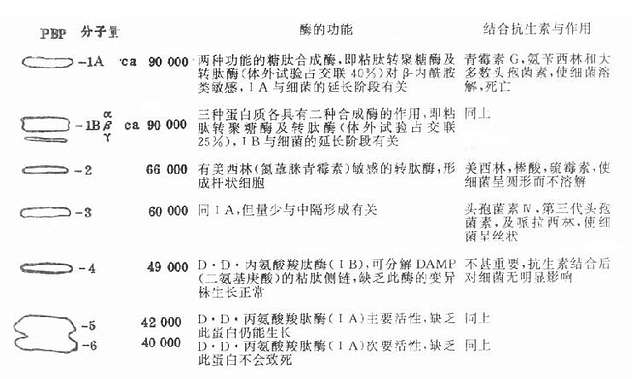 PBP 分子量 酶的功能 结合抗生素与作用
-1A ca 90 000 两种功能的糖肽合成酶,即粘肽转聚糖酶及 青霉素G,氨苄西林和大
转肽酶(体外试验占交联40%)对β-内酰胺 多数头孢菌素,使细菌溶
类敏感,ⅠA与细菌的延长阶段有关 解,死亡
-1B α β γ ca 90 000 三种蛋白质各具有二种合成酶的作用,即粘 同上
肽转聚糖酶及转肽酶(体外试验占交联
25%),ⅠB与细菌的延长阶段有关
-2 66 000 有美西林(氮䓬脒青霉素)敏感的转肽酶,形 美西林,棒酸,硫霉素,使
成杆状细胞 细菌呈圆形而不溶解
-3 60 000 同ⅠA,但量少与中隔形成有关 头孢菌素Ⅳ,第三代头孢
菌素,及哌拉西林,使细
菌呈丝状
-4 49 000 D·D·丙氨酸羧肽酶(ⅠB),可分解DAMP 不甚重要,抗生素结合后
(二氨基庚酸)的粘肽侧链,缺乏此酶的变异 对细菌无明显影响
株生长正常
-5 42 000 D·D·丙氨酸羧肽酶(ⅠA)主要活性,缺乏 同上
此蛋白仍能生长
-6 40 000 D·D·丙氨酸羧肽酶(ⅠA)次要活性,缺乏 同上
此蛋白不会致死